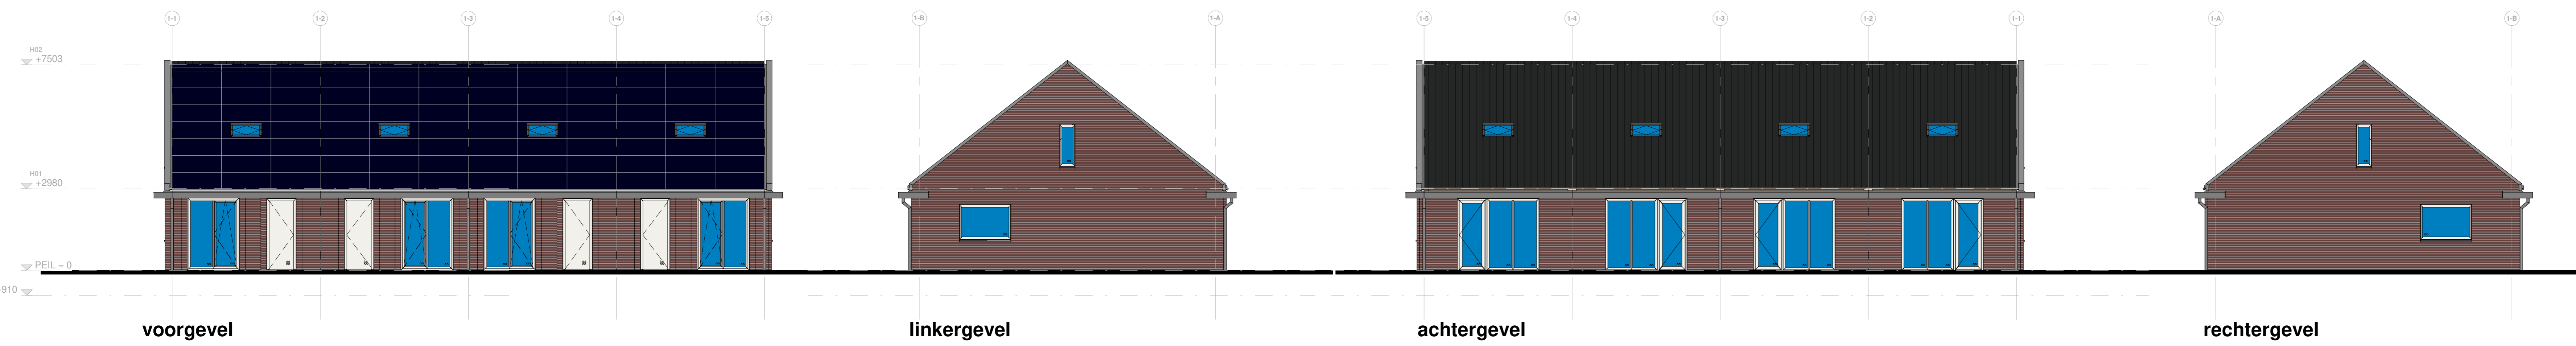 1-1 1-2 1-3 1-4 1-5 1-B 1-A 1-5 1-4 1-3 1-2 1-1 1-A 1-B
H02
+7503
H01
+2980
PEIL = 0
-910
voorgevel linkergevel achtergevel rechtergevel